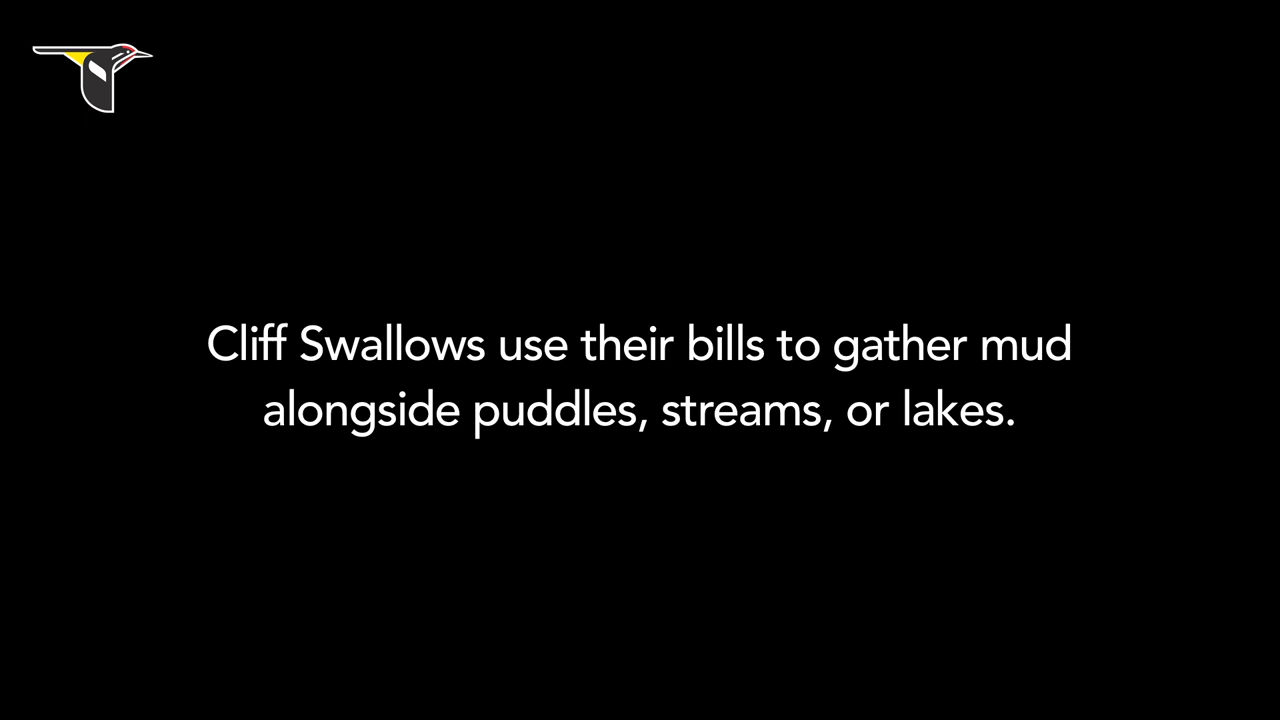 Cliff Swallows use their bills to gather mud
alongside puddles, streams, or lakes.